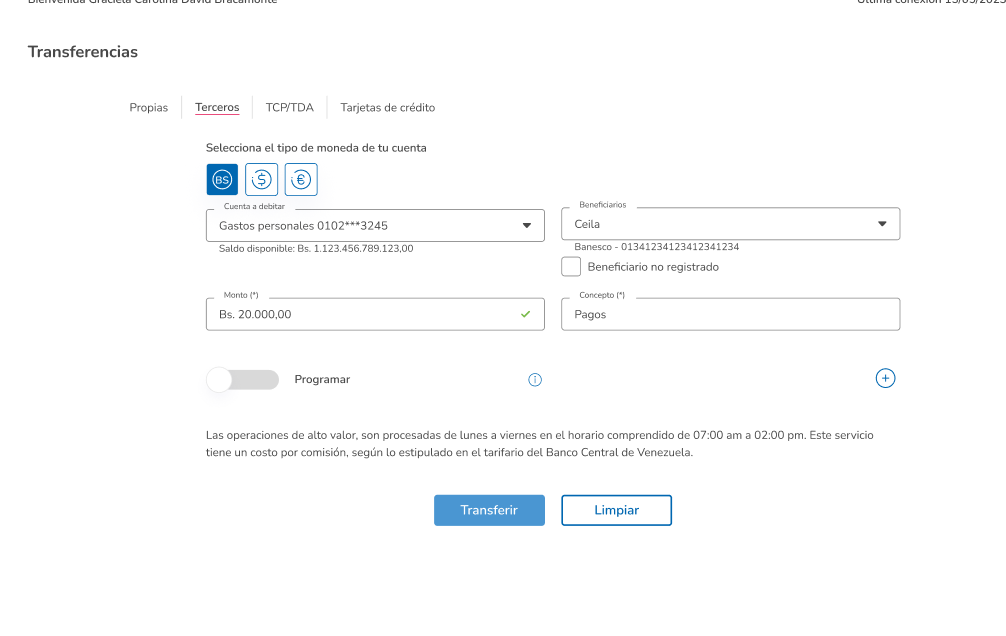 Bienvenida Graciela Carolina David Bracamonte
Última conexión 13/05/2023
Transferencias
Propias
Terceros
TCP/TDA
Tarjetas de crédito
Selecciona el tipo de moneda de tu cuenta
BS $ €
Cuenta a debitar
Gastos personales 0102***3245
Saldo disponible: Bs. 1.123.456.789.123,00
Beneficiarios
Ceila
Banesco - 01341234123412341234
Beneficiario no registrado
Monto (*)
Bs. 20.000,00
Concepto (*)
Pagos
Programar
Las operaciones de alto valor, son procesadas de lunes a viernes en el horario comprendido de 07:00 am a 02:00 pm. Este servicio
tiene un costo por comisión, según lo estipulado en el tarifario del Banco Central de Venezuela.
Transferir
Limpiar